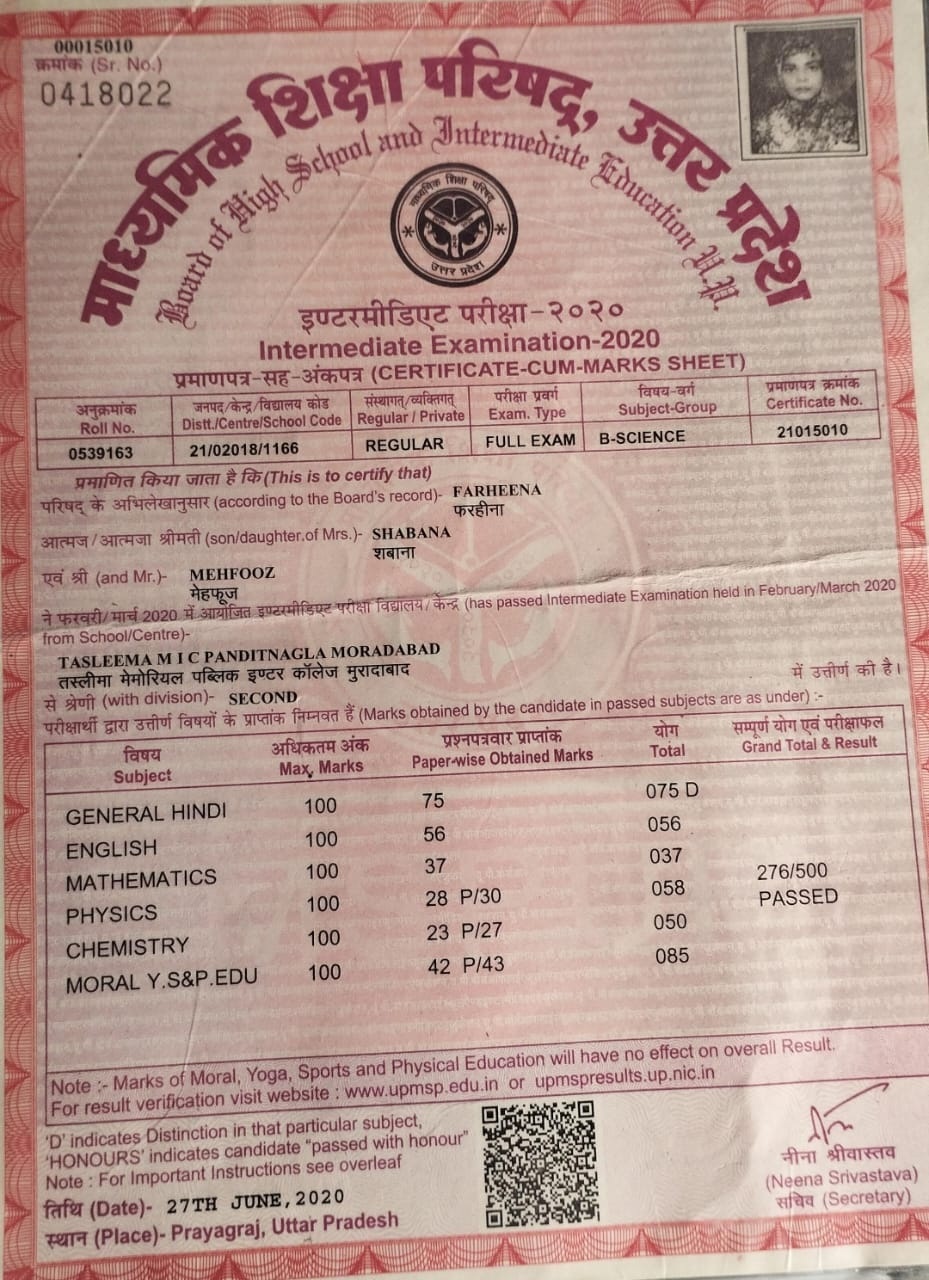 00015010
क्रमांक (Sr. No.)
0418022
माध्यमिक शिक्षा परिषद्, उत्तर प्रदेश
Board of High School and Intermediate Education U.P.
माध्यमिक शिक्षा परिषद
उत्तर प्रदेश
इण्टरमीडिएट परीक्षा-२०२०
Intermediate Examination-2020
प्रमाणपत्र-सह-अंकपत्र (CERTIFICATE-CUM-MARKS SHEET)
अनुक्रमांक जनपद/केन्द्र/विद्यालय कोड संस्थागत/व्यक्तिगत परीक्षा प्रवर्ग विषय-वर्ग प्रमाणपत्र क्रमांक
Roll No. Distt./Centre/School Code Regular / Private Exam. Type Subject-Group Certificate No.
0539163 21/02018/1166 REGULAR FULL EXAM B-SCIENCE 21015010
प्रमाणित किया जाता है कि (This is to certify that)
परिषद् के अभिलेखानुसार (according to the Board's record)- FARHEENA
फरहीना
आत्मज/आत्मजा श्रीमती (son/daughter.of Mrs.)- SHABANA
शबाना
एवं श्री (and Mr.)- MEHFOOZ
मेहफूज
ने फरवरी/मार्च 2020 में आयोजित इण्टरमीडिएट परीक्षा विद्यालय/केन्द्र (has passed Intermediate Examination held in February/March 2020
from School/Centre)-
TASLEEMA M I C PANDITNAGLA MORADABAD
तस्लीमा मेमोरियल पब्लिक इण्टर कॉलेज मुरादाबाद में उत्तीर्ण की है।
से श्रेणी (with division)- SECOND
परीक्षार्थी द्वारा उत्तीर्ण विषयों के प्राप्तांक निम्नवत हैं (Marks obtained by the candidate in passed subjects are as under) :-
विषय अधिकतम अंक प्रश्नपत्रवार प्राप्तांक योग सम्पूर्ण योग एवं परीक्षाफल
Subject Max. Marks Paper-wise Obtained Marks Total Grand Total & Result
GENERAL HINDI 100 75 075 D
ENGLISH 100 56 056
MATHEMATICS 100 37 037
PHYSICS 100 28 P/30 058
CHEMISTRY 100 23 P/27 050
MORAL Y.S&P.EDU 100 42 P/43 085
276/500
PASSED
Note :- Marks of Moral, Yoga, Sports and Physical Education will have no effect on overall Result.
For result verification visit website : www.upmsp.edu.in or upmspresults.up.nic.in
'D' indicates Distinction in that particular subject,
'HONOURS' indicates candidate "passed with honour"
Note : For Important Instructions see overleaf
तिथि (Date)- 27TH JUNE,2020
स्थान (Place)- Prayagraj, Uttar Pradesh
नीना श्रीवास्तव
(Neena Srivastava)
सचिव (Secretary)